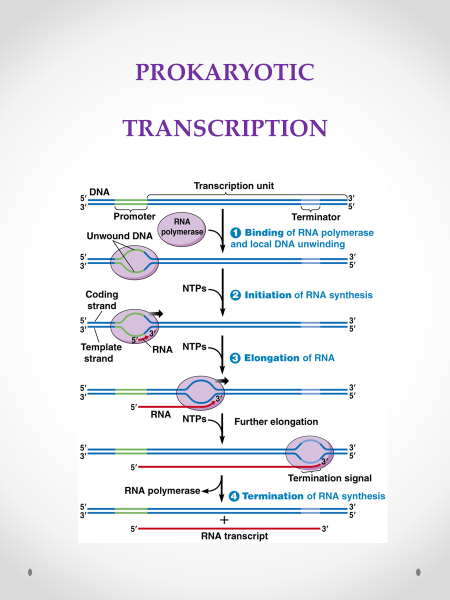 PROKARYOTIC
TRANSCRIPTION
DNA
Transcription unit
5′
3′
3′
5′
Promoter
RNA
polymerase
Terminator
1 Binding of RNA polymerase
and local DNA unwinding
Unwound DNA
5′
3′
3′
5′
NTPs
2 Initiation of RNA synthesis
Coding
strand
5′
3′
3′
5′
5′
3′
RNA
Template
strand
NTPs
3 Elongation of RNA
5′
3′
3′
5′
5′
3′
RNA
NTPs
Further elongation
5′
3′
3′
5′
5′
3′
Termination signal
RNA polymerase
4 Termination of RNA synthesis
5′
3′
3′
5′
+
5′
3′
RNA transcript